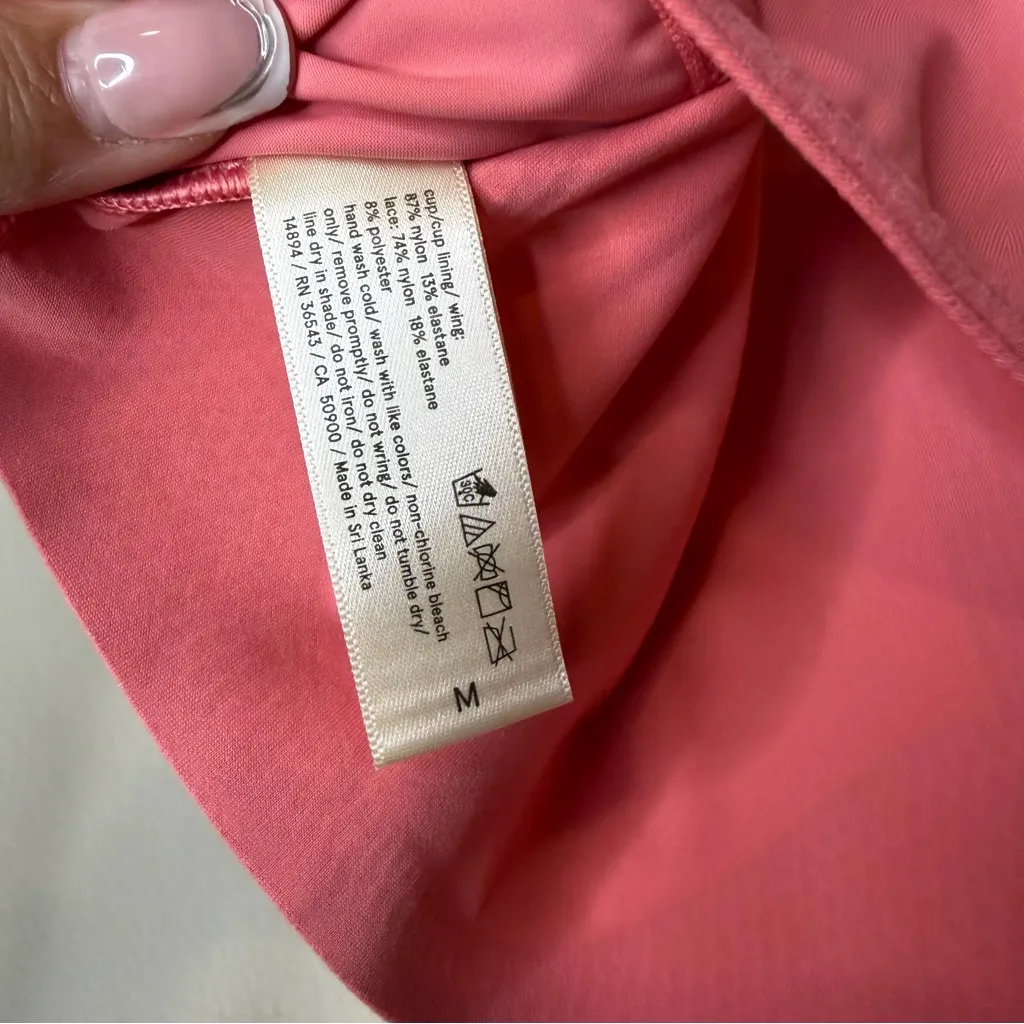 cup/cup lining/ wing:
87% nylon 13% elastane
lace: 74% nylon 18% elastane
8% polyester
hand wash cold/ wash with like colors/ non-chlorine bleach
only/ remove promptly/ do not wring/ do not tumble dry/
line dry in shade/ do not iron/ do not dry clean
14894 / RN 36543 / CA 50900 / Made in Sri Lanka
30C
M